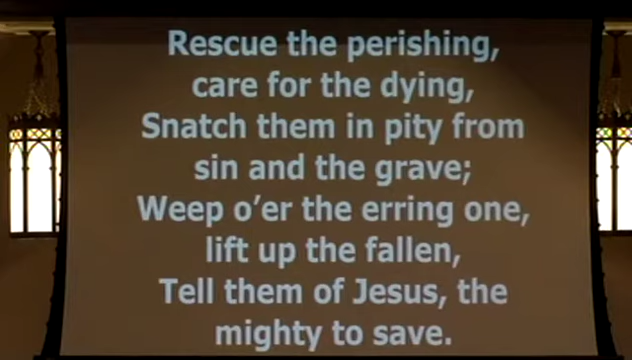 Rescue the perishing,
care for the dying,
Snatch them in pity from
sin and the grave;
Weep o'er the erring one,
lift up the fallen,
Tell them of Jesus, the
mighty to save.